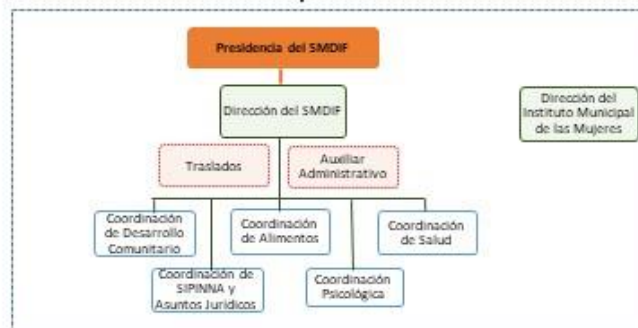 Presidencia del SMDIF
Dirección del SMDIF
Dirección del
Instituto Municipal
de las Mujeres
Traslados
Auxiliar
Administrativo
Coordinación
de Desarrollo
Comunitario
Coordinación
de Alimentos
Coordinación
de Salud
Coordinación de
SIPINNA y
Asuntos Jurídicos
Coordinación
Psicológica